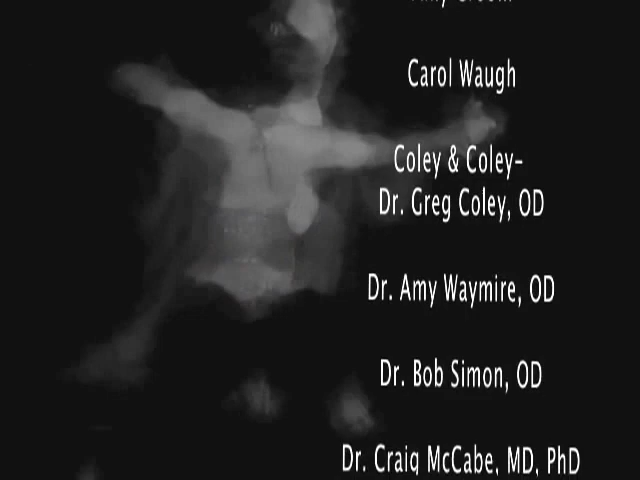 Carol Waugh
Coley & Coley-
Dr. Greg Coley, OD
Dr. Amy Waymire, OD
Dr. Bob Simon, OD
Dr. Craig McCabe, MD, PhD